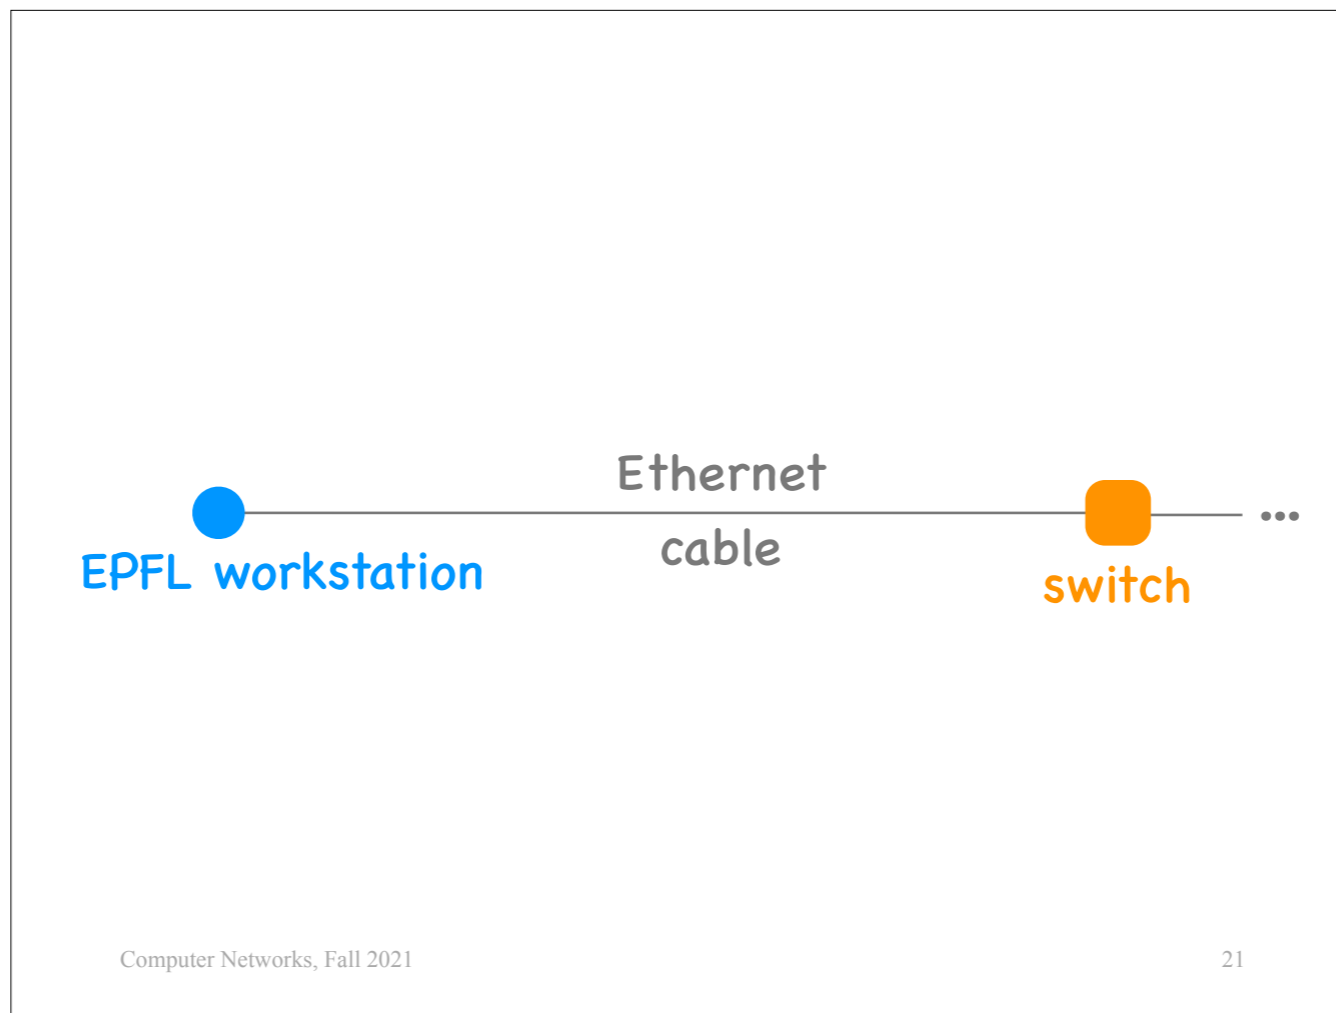 Ethernet
cable
...
EPFL workstation
switch
Computer Networks, Fall 2021
21